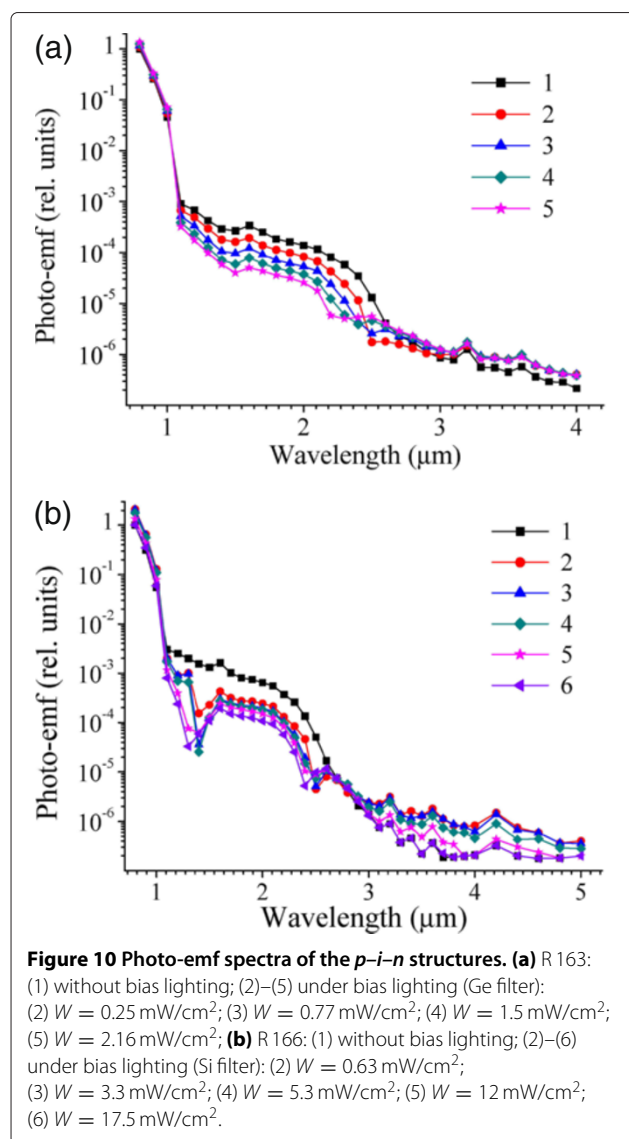 (a)
1
10⁻¹
10⁻²
10⁻³
10⁻⁴
10⁻⁵
10⁻⁶
Photo-emf (rel. units)
1
2
3
4
5
1 2 3 4
Wavelength (μm)
(b)
1
10⁻¹
10⁻²
10⁻³
10⁻⁴
10⁻⁵
10⁻⁶
Photo-emf (rel. units)
1
2
3
4
5
6
1 2 3 4 5
Wavelength (μm)
Figure 10 Photo-emf spectra of the p–i–n structures. (a) R 163:
(1) without bias lighting; (2)–(5) under bias lighting (Ge filter):
(2) W = 0.25 mW/cm²; (3) W = 0.77 mW/cm²; (4) W = 1.5 mW/cm²;
(5) W = 2.16 mW/cm²; (b) R 166: (1) without bias lighting; (2)–(6)
under bias lighting (Si filter): (2) W = 0.63 mW/cm²;
(3) W = 3.3 mW/cm²; (4) W = 5.3 mW/cm²; (5) W = 12 mW/cm²;
(6) W = 17.5 mW/cm².